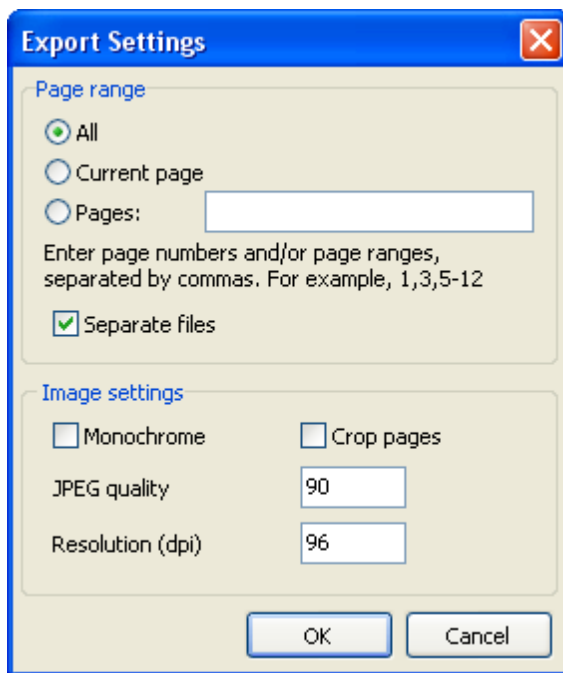 Export Settings
Page range
All
Current page
Pages:
Enter page numbers and/or page ranges,
separated by commas. For example, 1,3,5-12
Separate files
Image settings
Monochrome Crop pages
JPEG quality 90
Resolution (dpi) 96
OK Cancel